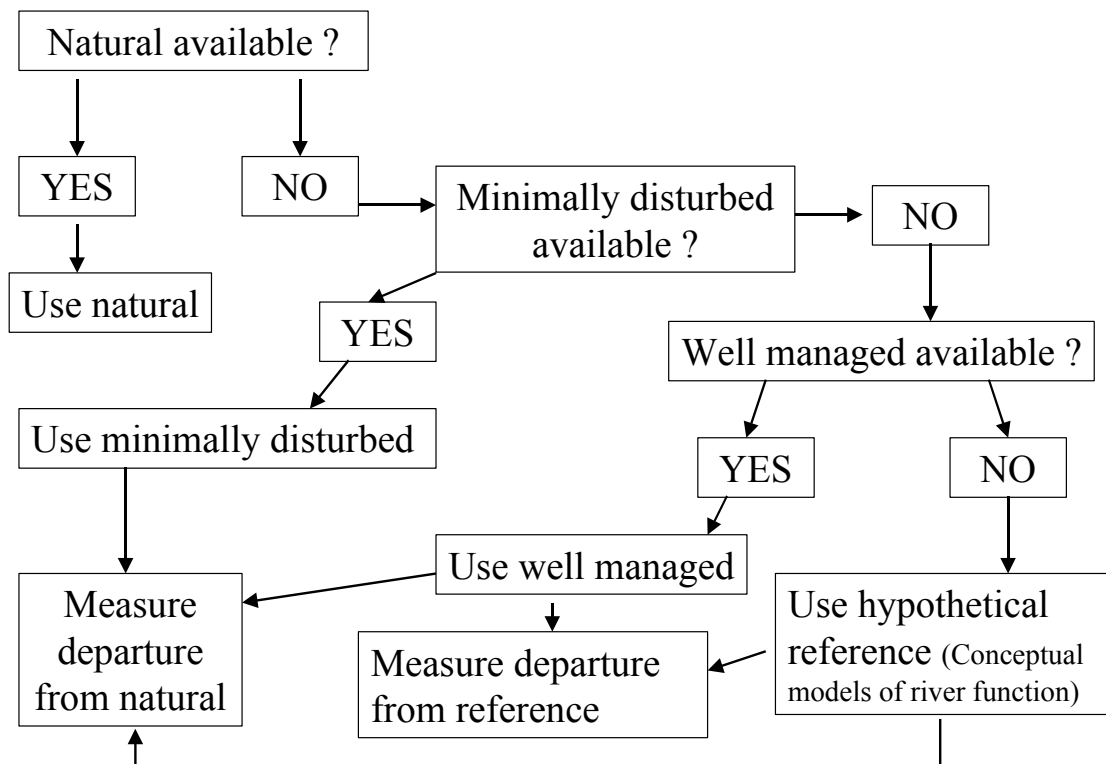 Natural available ?
YES
NO
Minimally disturbed
available ?
NO
Use natural
YES
Well managed available ?
Use minimally disturbed
YES
NO
Use well managed
Measure
departure
from natural
Measure departure
from reference
Use hypothetical
reference (Conceptual
models of river function)